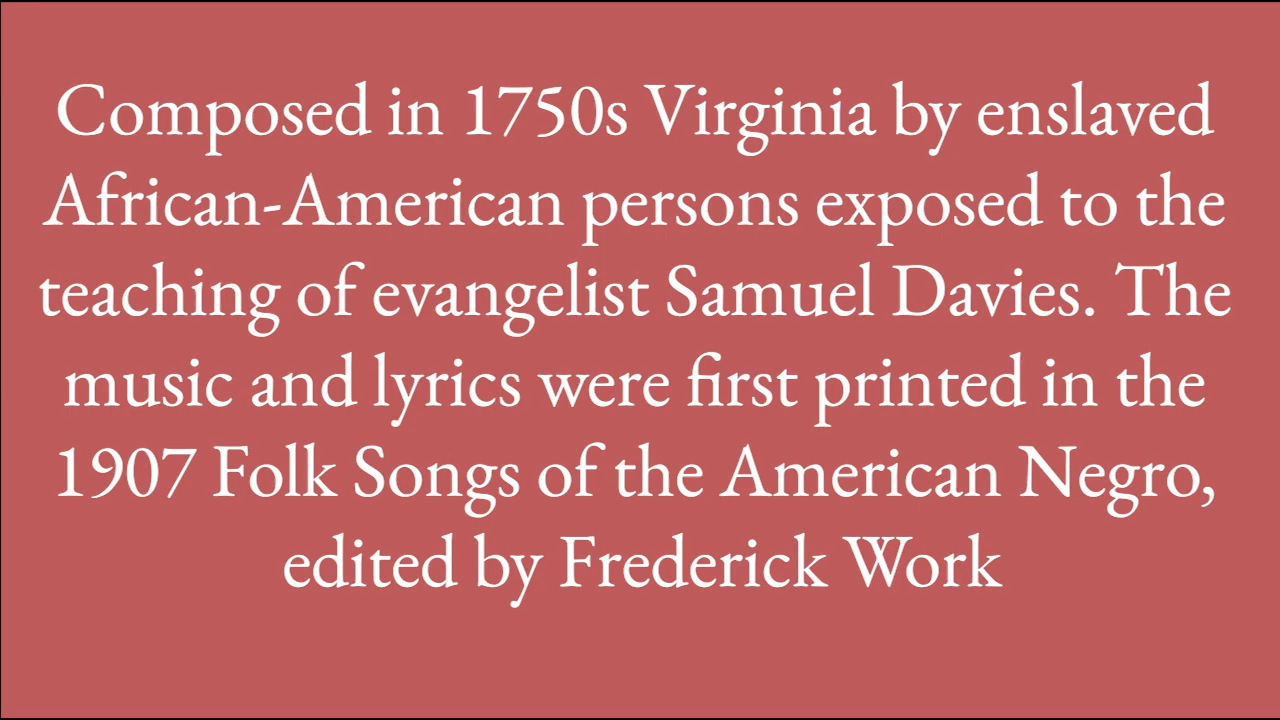 Composed in 1750s Virginia by enslaved
African-American persons exposed to the
teaching of evangelist Samuel Davies. The
music and lyrics were first printed in the
1907 Folk Songs of the American Negro,
edited by Frederick Work